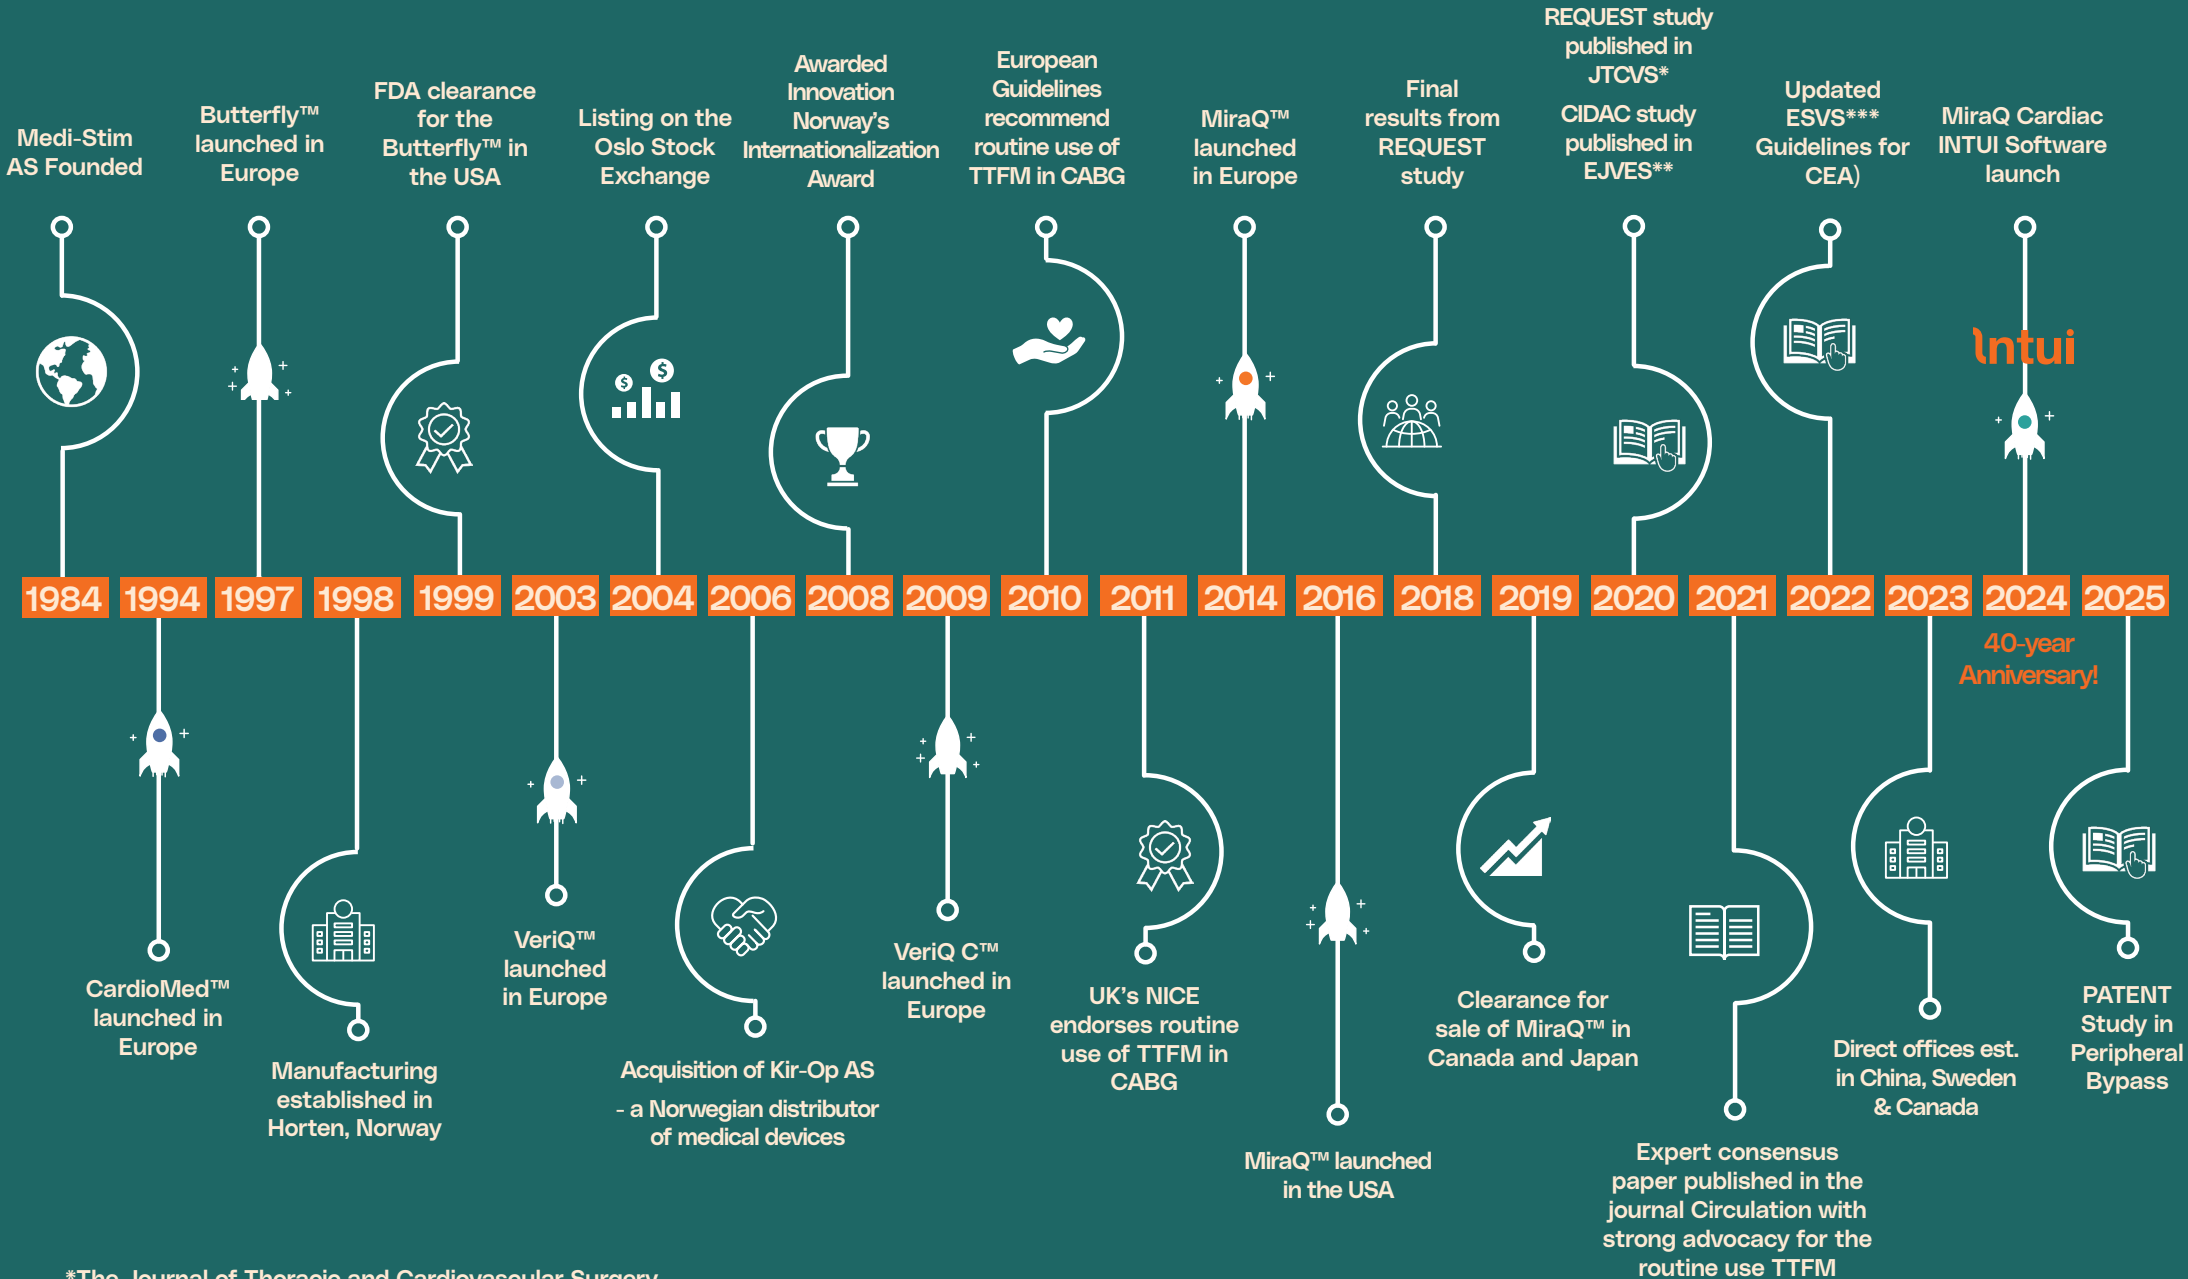 Medi-Stim
AS Founded
Butterfly™
launched in
Europe
FDA clearance
for the
Butterfly™ in
the USA
Listing on the
Oslo Stock
Exchange
Awarded
Innovation
Norway's
Internationalization
Award
European
Guidelines
recommend
routine use of
TTFM in CABG
MiraQ™
launched
in Europe
Final
results from
REQUEST
study
REQUEST study
published in
JTCVS*
CIDAC study
published in
EJVES**
Updated
ESVS***
Guidelines for
CEA)
MiraQ Cardiac
INTUI Software
launch
Intui
1984 1994 1997 1998 1999 2003 2004 2006 2008 2009 2010 2011 2014 2016 2018 2019 2020 2021 2022 2023 2024 2025
40-year
Anniversary!
CardioMed™
launched in
Europe
Manufacturing
established in
Horten, Norway
VeriQ™
launched
in Europe
Acquisition of Kir-Op AS
- a Norwegian distributor
of medical devices
VeriQ C™
launched in
Europe
UK's NICE
endorses routine
use of TTFM in
CABG
MiraQ™ launched
in the USA
Clearance for
sale of MiraQ™ in
Canada and Japan
Expert consensus
paper published in the
journal Circulation with
strong advocacy for the
routine use TTFM
Direct offices est.
in China, Sweden
& Canada
PATENT
Study in
Peripheral
Bypass
*The Journal of Thoracic and Cardiovascular Surgery